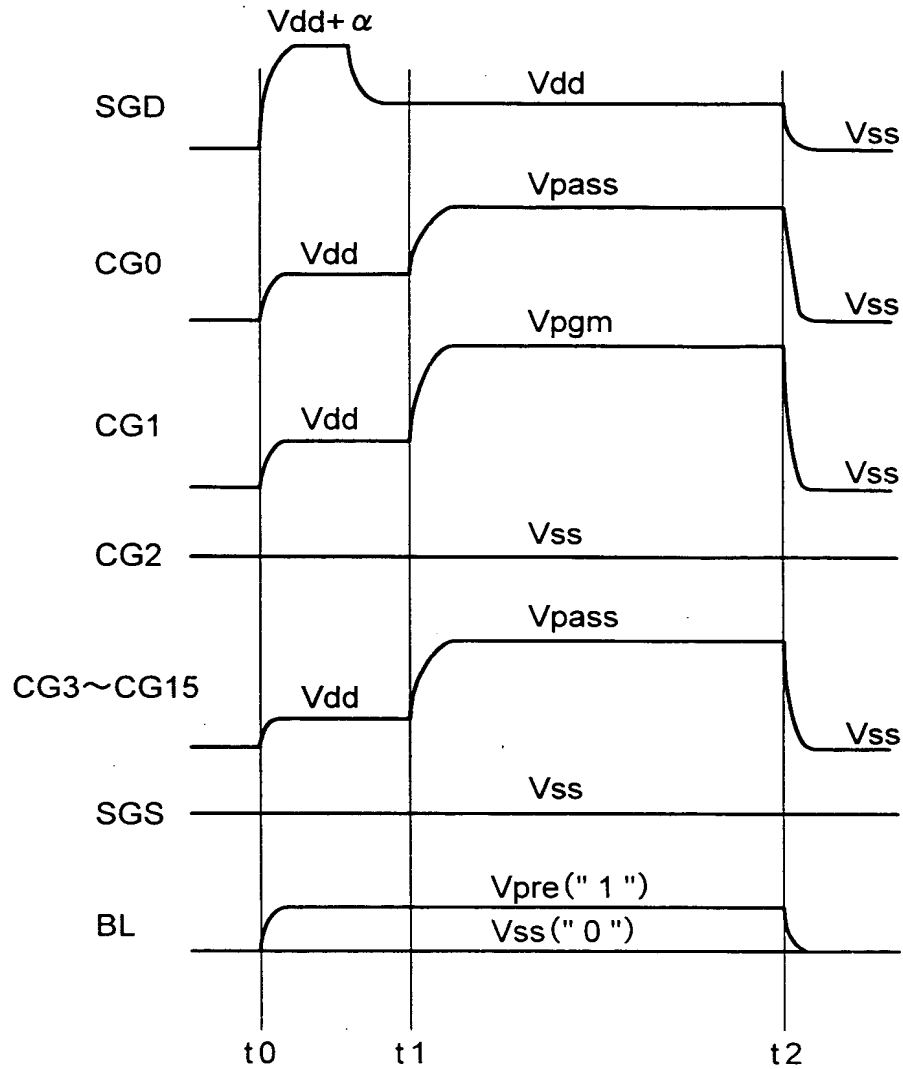 Vdd+ α
SGD
Vdd
Vss
CG0
Vdd
Vpass
Vss
CG1
Vdd
Vpgm
Vss
CG2
Vss
CG3～CG15
Vdd
Vpass
Vss
SGS
Vss
BL
Vpre(" 1 ")
Vss(" 0 ")
t0 t1 t2